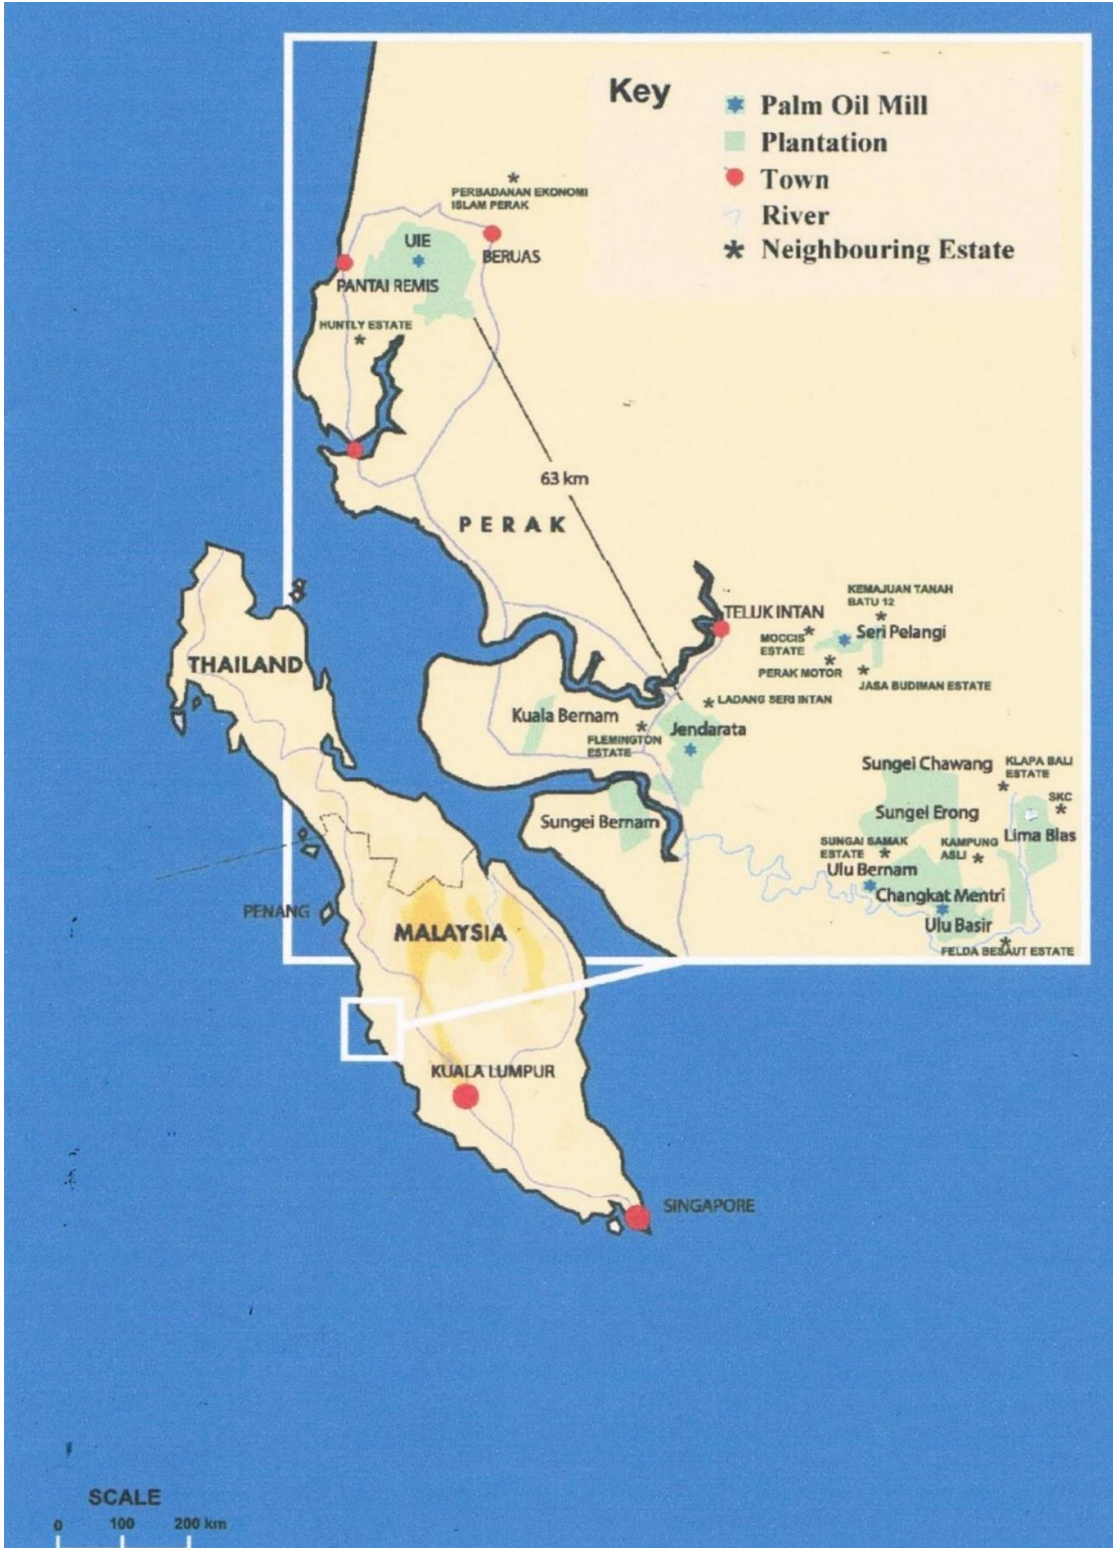 Key
Palm Oil Mill
Plantation
Town
River
Neighbouring Estate
PERBADANAN EKONOMI
ISLAM PERAK
UIE
BERUAS
PANTAI REMIS
HUNTLY ESTATE
63 km
PERAK
TELUK INTAN
KEMAJUAN TANAH
BATU 12
MOCCIS
ESTATE
Seri Pelangi
PERAK MOTOR
JASA BUDIMAN ESTATE
LADANG SERI INTAN
Kuala Bernam
FLEMINGTON
ESTATE
Jendarata
Sungei Bernam
Sungei Chawang
KLAPA BALI
ESTATE
SKC
Sungei Erong
Lima Blas
SUNGAI SAMAK
ESTATE
KAMPUNG
ASLI
Ulu Bernam
Changkat Mentri
Ulu Basir
FELDA BESAUT ESTATE
THAILAND
PENANG
MALAYSIA
KUALA LUMPUR
SINGAPORE
SCALE
0 100 200 km